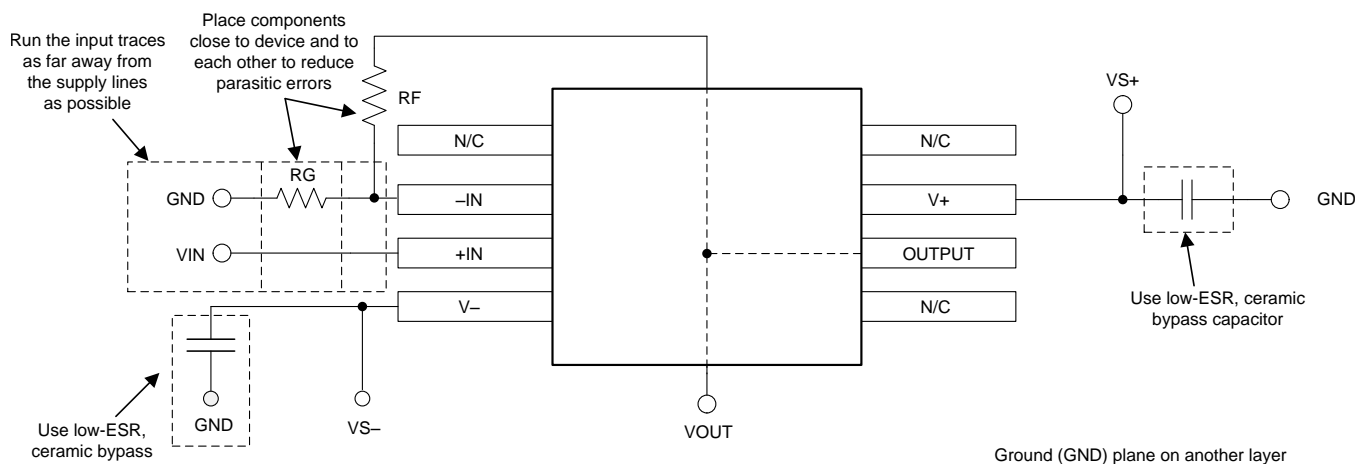 Run the input traces
as far away from
the supply lines
as possible
Place components
close to device and to
each other to reduce
parasitic errors
RF
VS+
N/C
N/C
RG
GND
–IN
V+
GND
VIN
+IN
OUTPUT
V–
N/C
Use low-ESR, ceramic
bypass capacitor
GND
VS–
VOUT
Use low-ESR,
ceramic bypass
Ground (GND) plane on another layer